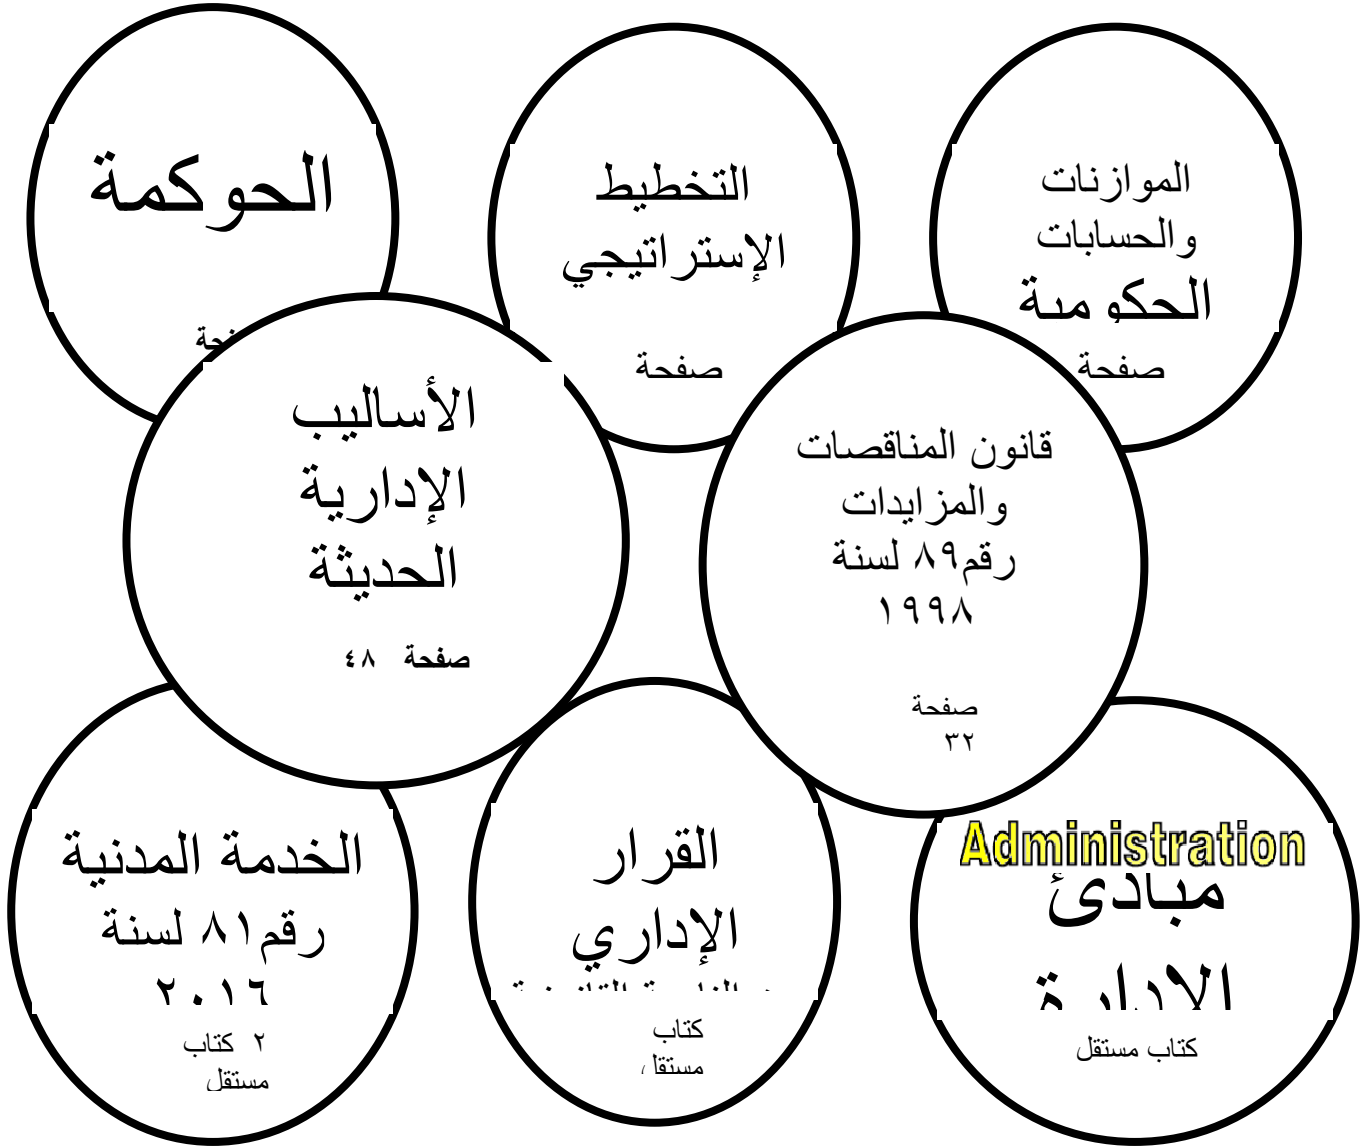 الحوكمة
التخطيط
الإستراتيجي
صفحة
الموازنات
والحسابات
الحكومية
صفحة
الأساليب
الإدارية
الحديثة
صفحة ٤٨
قانون المناقصات
والمزايدات
رقم٨٩ لسنة
١٩٩٨
صفحة
٣٢
الخدمة المدنية
رقم٨١ لسنة
٢٠١٦
٢ كتاب
مستقل
القرار
الإداري
كتاب
مستقل
Administration
مبادئ
الادارة
كتاب مستقل